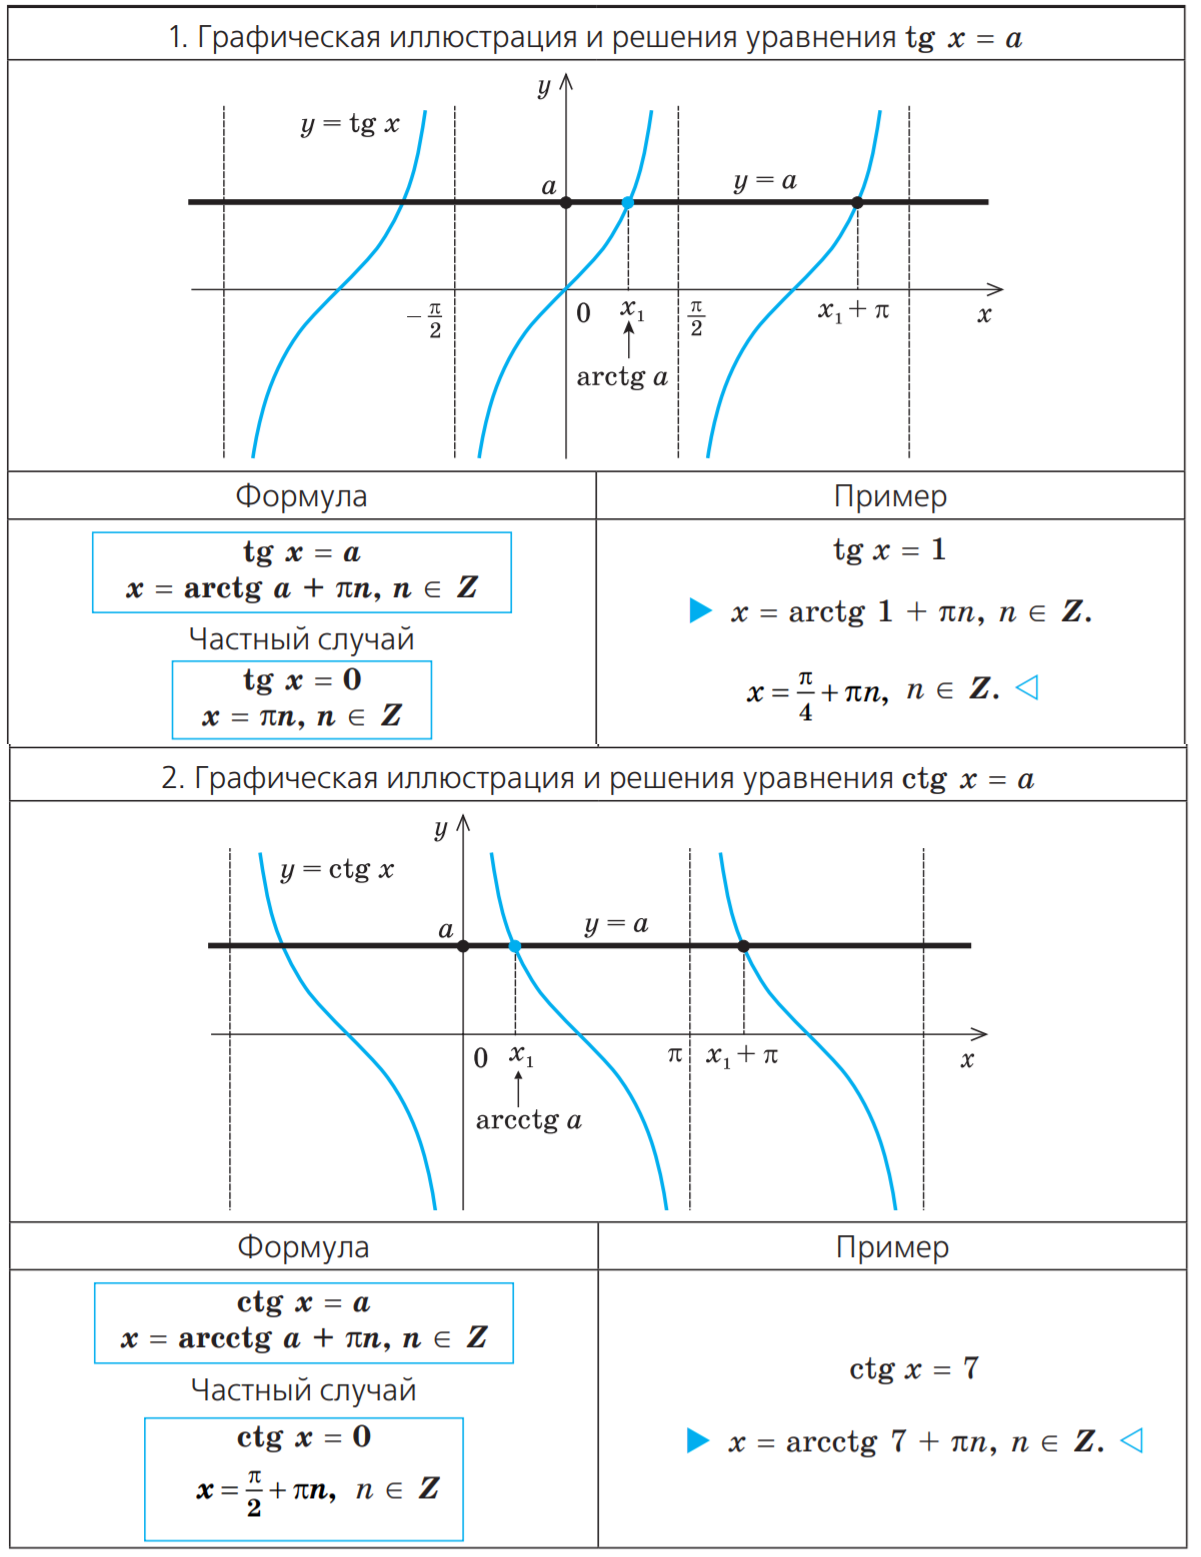 1. Графическая иллюстрация и решения уравнения tg x = a
y
y = tg x
a
y = a
−π/2
0
x₁
π/2
x₁ + π
x
arctg a
Формула
Пример
tg x = a
x = arctg a + πn, n ∈ Z
Частный случай
tg x = 0
x = πn, n ∈ Z
tg x = 1
x = arctg 1 + πn, n ∈ Z.
x = π/4 + πn, n ∈ Z.
2. Графическая иллюстрация и решения уравнения ctg x = a
y
y = ctg x
a
y = a
0
x₁
π
x₁ + π
x
arcctg a
Формула
Пример
ctg x = a
x = arcctg a + πn, n ∈ Z
Частный случай
ctg x = 0
x = π/2 + πn, n ∈ Z
ctg x = 7
x = arcctg 7 + πn, n ∈ Z.